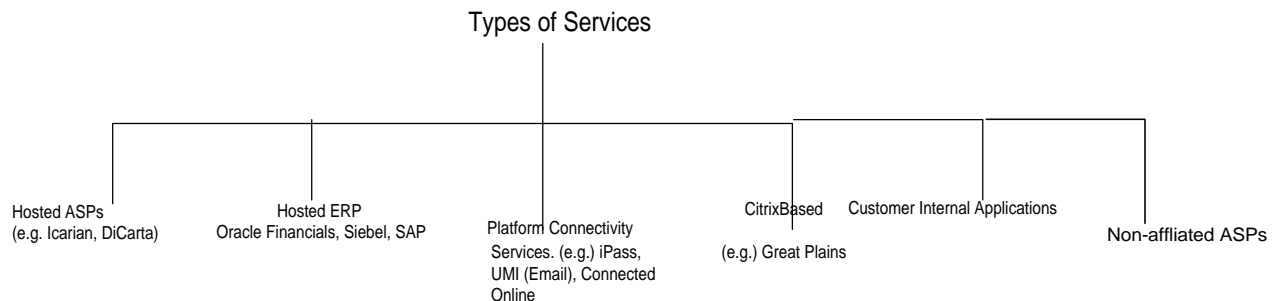 Types of Services
Hosted ASPs
(e.g. Icarian, DiCarta)
Hosted ERP
Oracle Financials, Siebel, SAP
Platform Connectivity
Services. (e.g.) iPass,
UMI (Email), Connected
Online
CitrixBased
(e.g.) Great Plains
Customer Internal Applications
Non-affliated ASPs